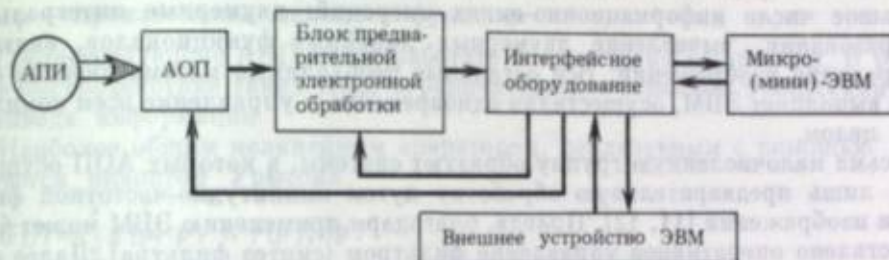 АПИ
АОП
Блок предва-
рительной
электронной
обработки
Интерфейсное
оборудование
Микро-
(мини)-ЭВМ
Внешнее устройство ЭВМ